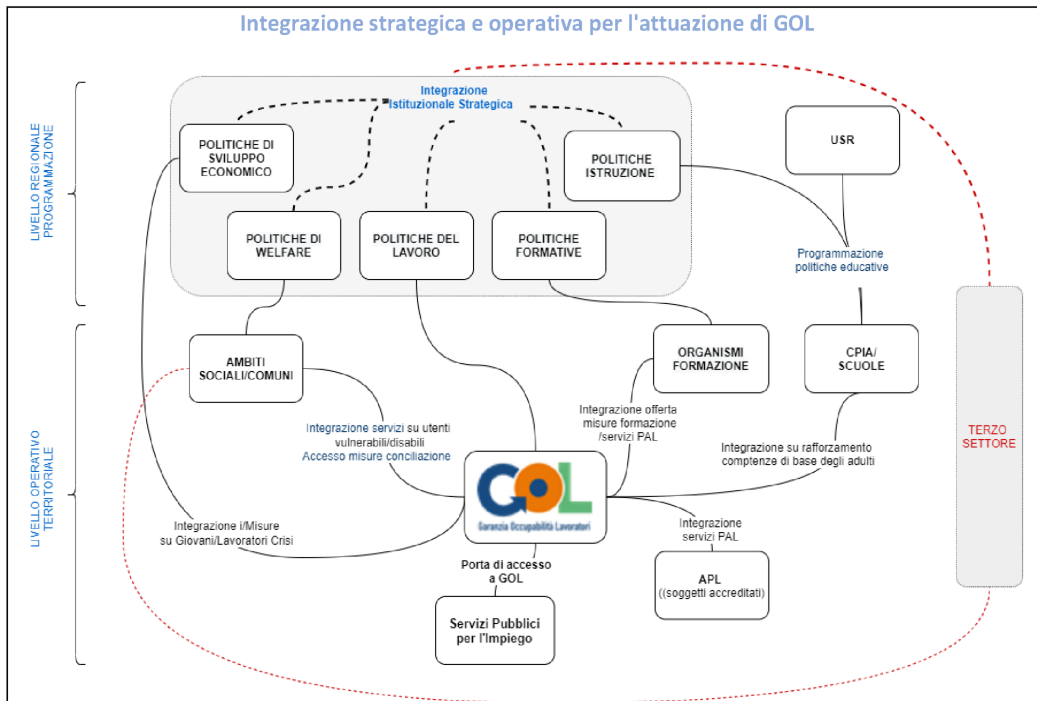 Integrazione strategica e operativa per l'attuazione di GOL
LIVELLO REGIONALE
PROGRAMMAZIONE
Integrazione
Istituzionale Strategica
POLITICHE DI
SVILUPPO
ECONOMICO
POLITICHE
ISTRUZIONE
USR
POLITICHE DI
WELFARE
POLITICHE DEL
LAVORO
POLITICHE
FORMATIVE
Programmazione
politiche educative
LIVELLO OPERATIVO
TERRITORIALE
AMBITI
SOCIALI/COMUNI
ORGANISMI
FORMAZIONE
CPIA/
SCUOLE
TERZO
SETTORE
Integrazione servizi su utenti
vulnerabili/disabili
Accesso misure conciliazione
Integrazione offerta
misure formazione
/servizi PAL
Integrazione su rafforzamento
comptenze di base degli adulti
GOL
Garanzia Occupabilità Lavoratori
Integrazione i/Misure
su Giovani/Lavoratori Crisi
Integrazione
servizi PAL
Porta di accesso
a GOL
APL
((soggetti accreditati)
Servizi Pubblici
per l'Impiego